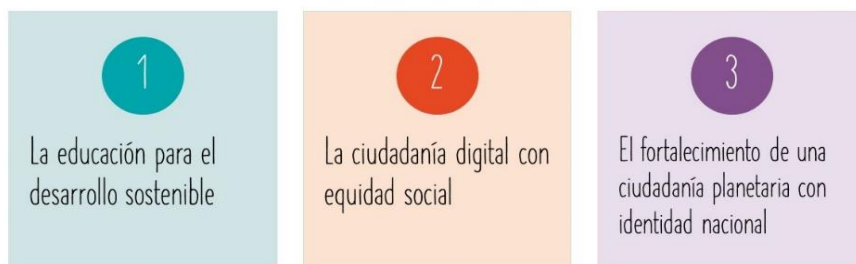 1
La educación para el
desarrollo sostenible
2
La ciudadanía digital con
equidad social
3
El fortalecimiento de una
ciudadanía planetaria con
identidad nacional